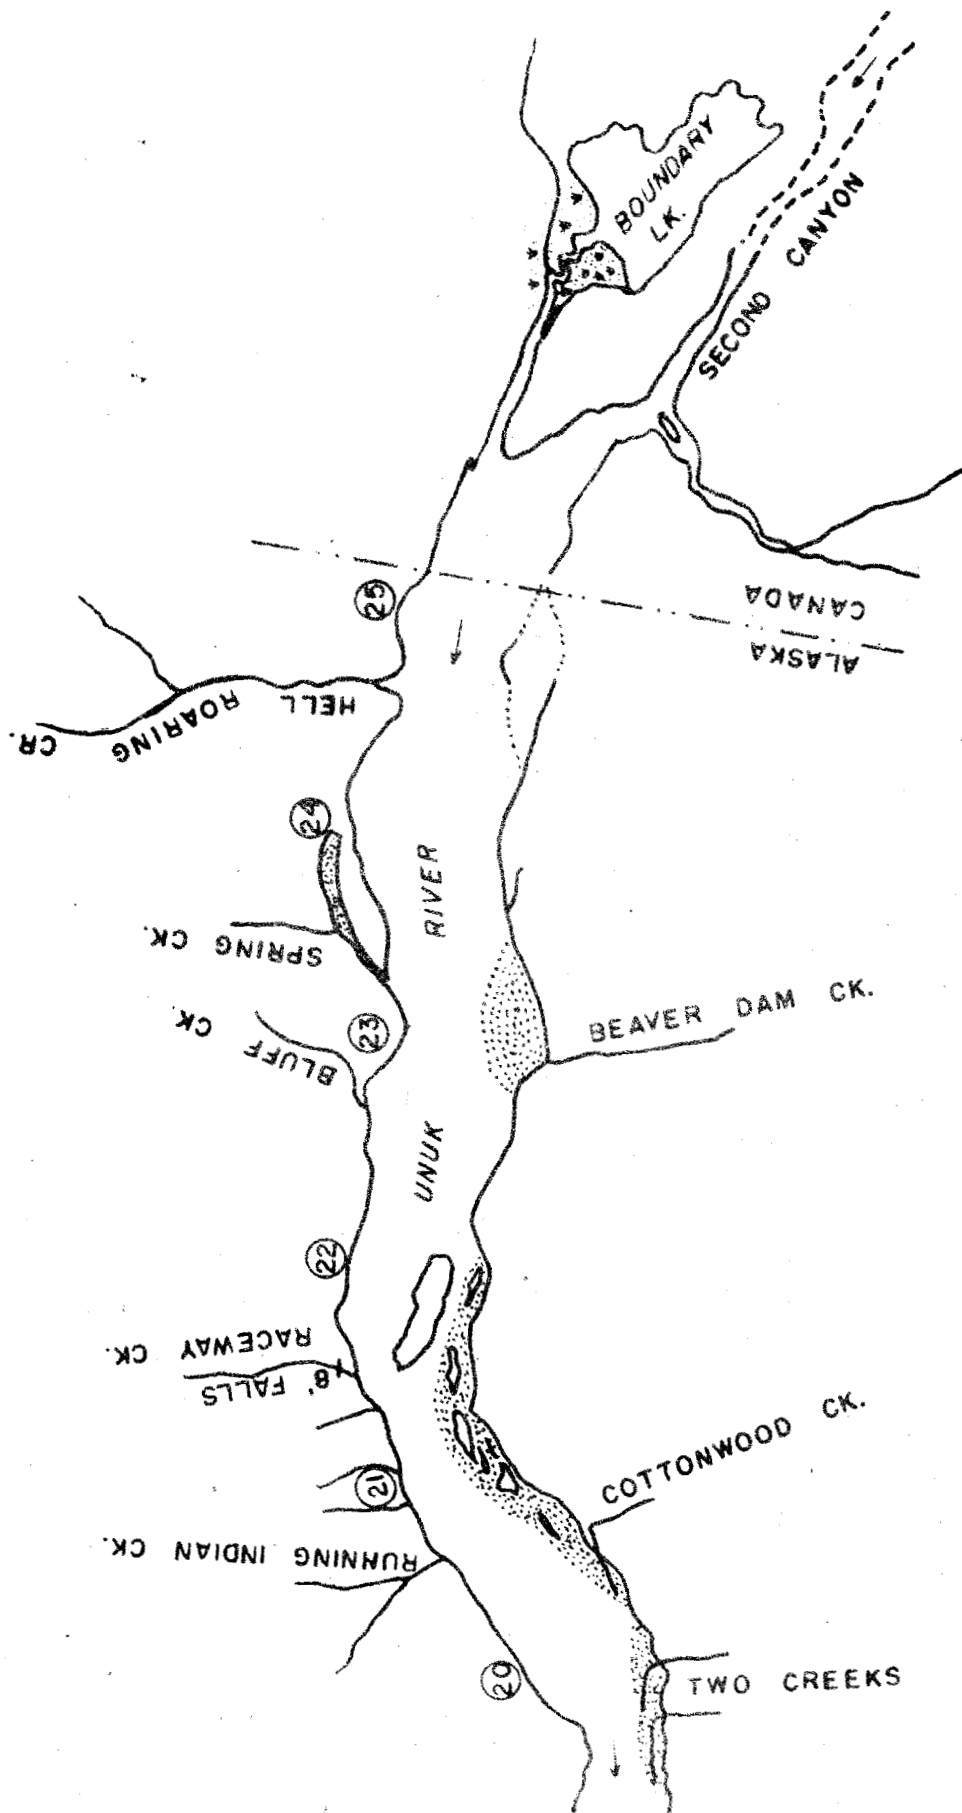 BOUNDARY
LK.
SECOND CANYON
CANADA
ALASKA
25
HELL ROARING CR.
24
SPRING CK.
RIVER
23
BLUFF CK.
BEAVER DAM CK.
UNUK
22
RACEWAY CK.
8' FALLS
COTTONWOOD CK.
21
RUNNING INDIAN CK.
20
TWO CREEKS